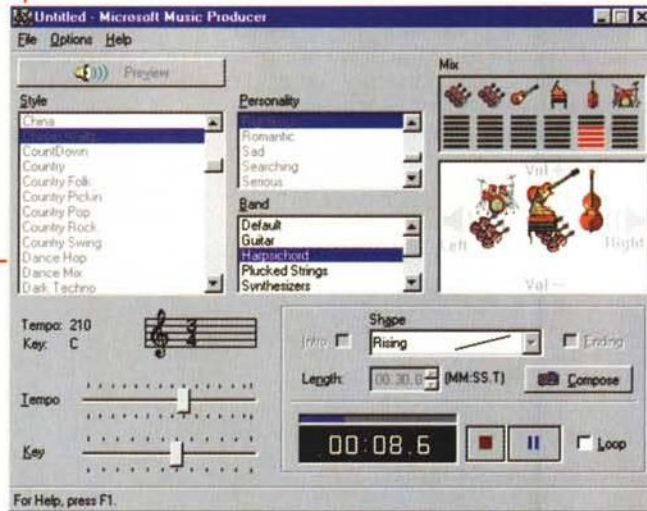 Untitled - Microsoft Music Producer
File Options Help
Preview
Mix
Style
China
CountDown
Country
Country Folk
Country Pickin
Country Pop
Country Rock
Country Swing
Dance Hop
Dance Mix
Dark Techno
Personality
Romantic
Sad
Searching
Serious
Band
Default
Guitar
Harpsichord
Plucked Strings
Synthesizers
Vol +
Left Right
Vol --
Tempo: 210
Key: C
3
4
Tempo
Key
Shape
Intro Rising Ending
Length: 00:30.0 (MM:SS.T) Compose
00:08.6 Loop
For Help, press F1.